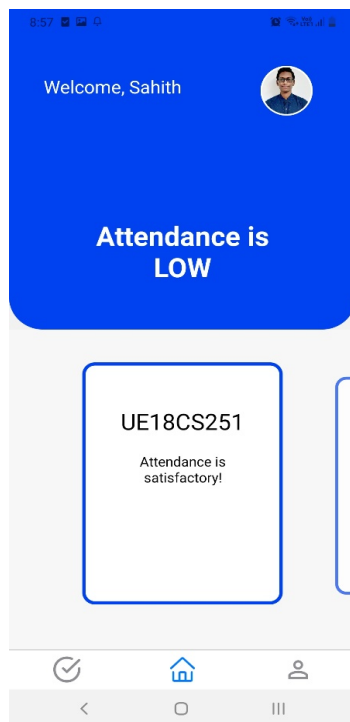 8:57
Welcome, Sahith
Attendance is
LOW
UE18CS251
Attendance is
satisfactory!